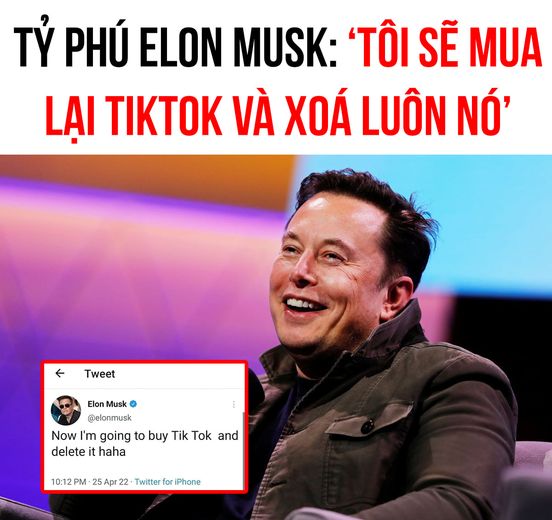 TỶ PHÚ ELON MUSK: ‘TÔI SẼ MUA
LẠI TIKTOK VÀ XOÁ LUÔN NÓ’
Tweet
Elon Musk
@elonmusk
Now I'm going to buy Tik Tok and
delete it haha
10:12 PM · 25 Apr 22 · Twitter for iPhone